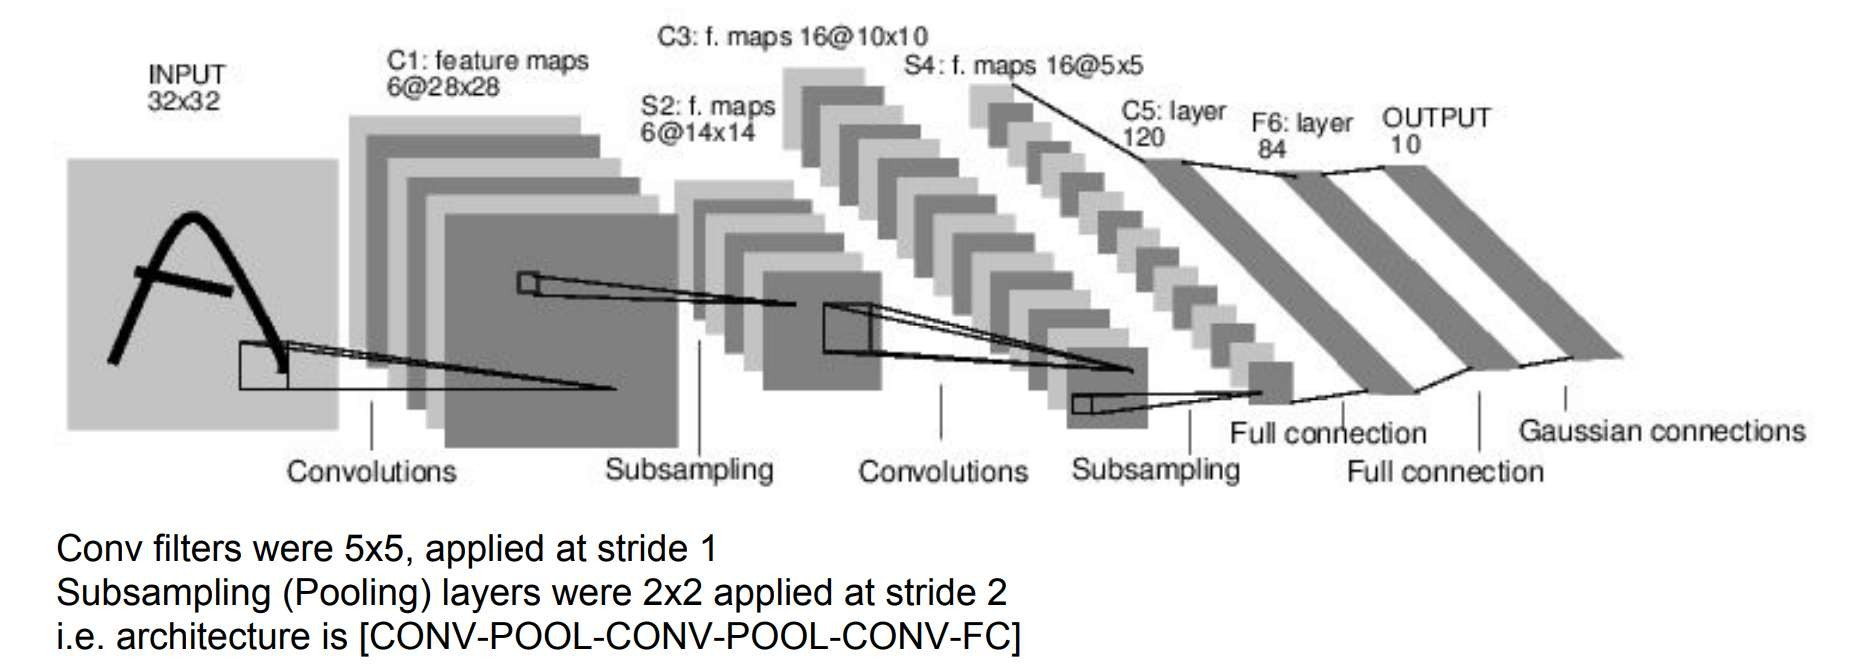 INPUT
32x32
C1: feature maps
6@28x28
S2: f. maps
6@14x14
C3: f. maps 16@10x10
S4: f. maps 16@5x5
C5: layer
120
F6: layer
84
OUTPUT
10
Convolutions
Subsampling
Convolutions
Subsampling
Full connection
Full connection
Gaussian connections
Conv filters were 5x5, applied at stride 1
Subsampling (Pooling) layers were 2x2 applied at stride 2
i.e. architecture is [CONV-POOL-CONV-POOL-CONV-FC]
A